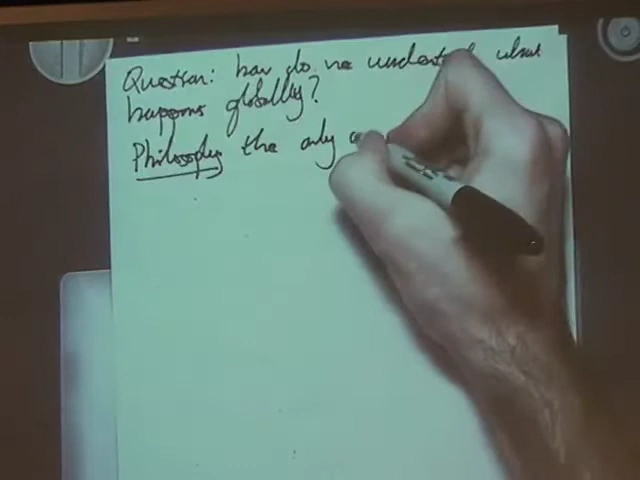 Question: how do we understand what
happens globally?
Philosophy the only